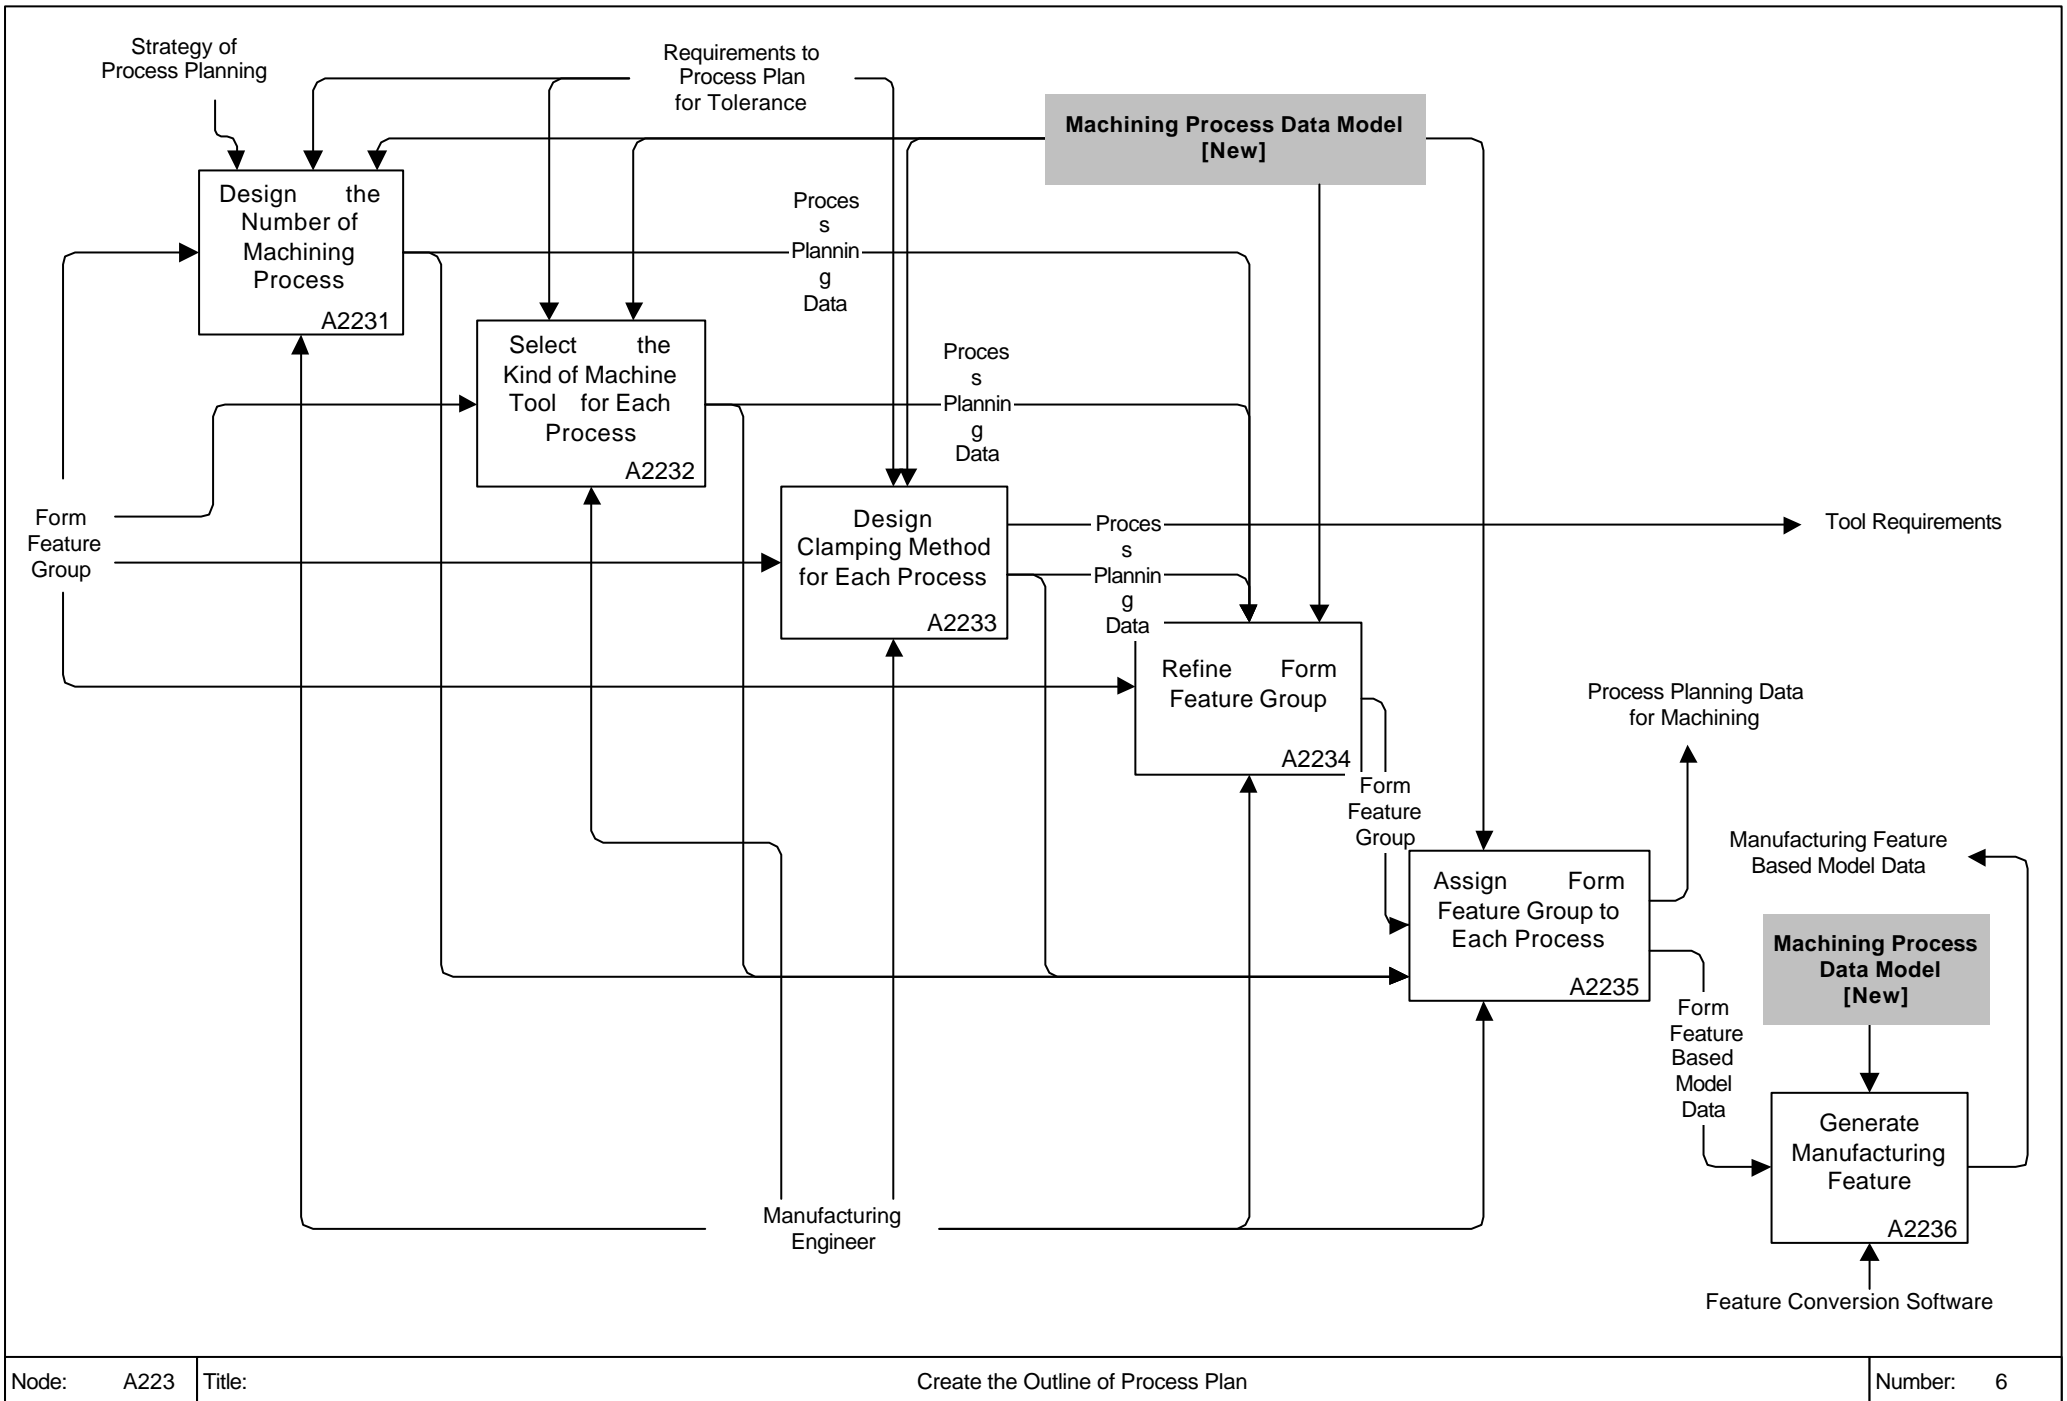 Strategy of
Process Planning
Requirements to
Process Plan
for Tolerance
Machining Process Data Model
[New]
Design the
Number of
Machining
Process
A2231
Proces
s
Plannin
g
Data
Select the
Kind of Machine
Tool for Each
Process
A2232
Proces
s
Plannin
g
Data
Form
Feature
Group
Design
Clamping Method
for Each Process
A2233
Proces
s
Plannin
g
Data
Tool Requirements
Refine Form
Feature Group
A2234
Form
Feature
Group
Process Planning Data
for Machining
Manufacturing Feature
Based Model Data
Assign Form
Feature Group to
Each Process
A2235
Machining Process
Data Model
[New]
Form
Feature
Based
Model
Data
Generate
Manufacturing
Feature
A2236
Manufacturing
Engineer
Feature Conversion Software
Node: A223 Title: Create the Outline of Process Plan Number: 6